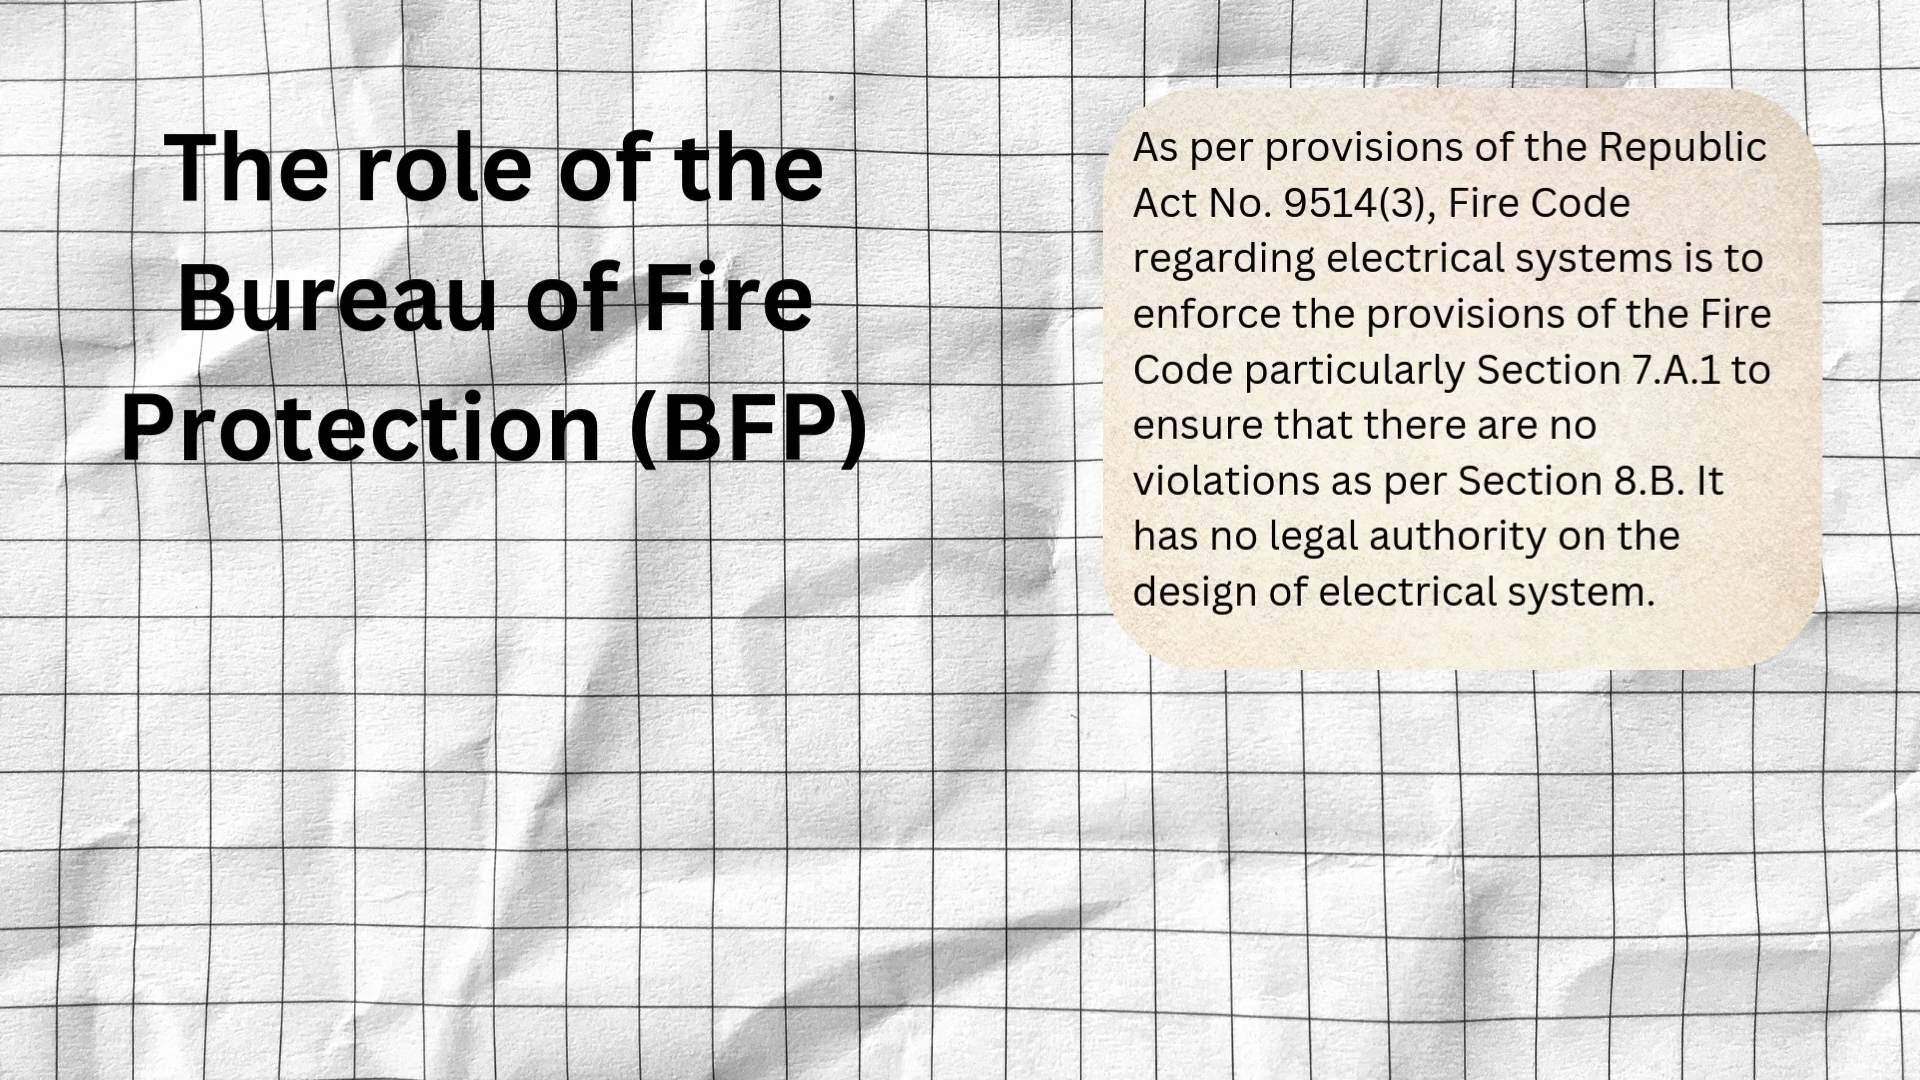 The role of the
Bureau of Fire
Protection (BFP)
As per provisions of the Republic
Act No. 9514(3), Fire Code
regarding electrical systems is to
enforce the provisions of the Fire
Code particularly Section 7.A.1 to
ensure that there are no
violations as per Section 8.B. It
has no legal authority on the
design of electrical system.